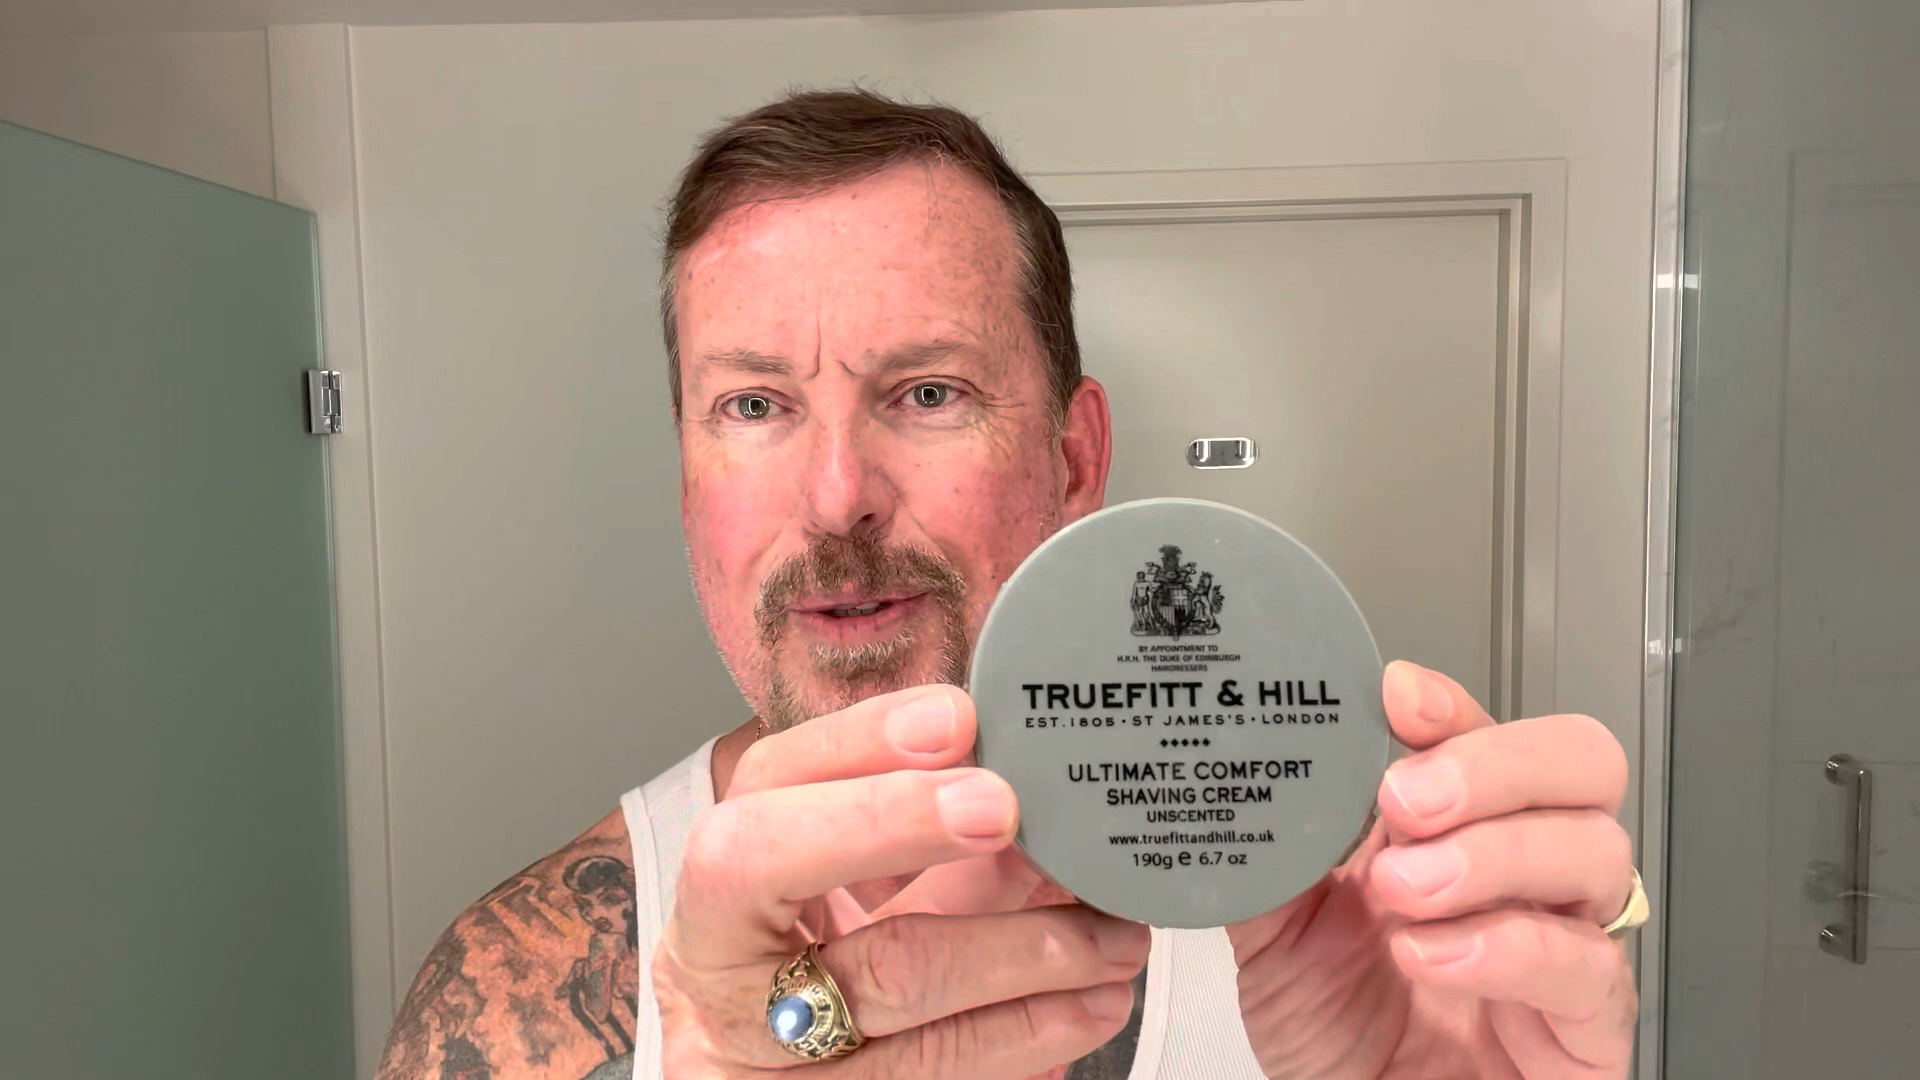 BY APPOINTMENT TO
H.R.H. THE DUKE OF EDINBURGH
HAIRDRESSERS
TRUEFITT & HILL
EST.1805 · ST JAMES'S · LONDON
ULTIMATE COMFORT
SHAVING CREAM
UNSCENTED
www.truefittandhill.co.uk
190g ℮ 6.7 oz